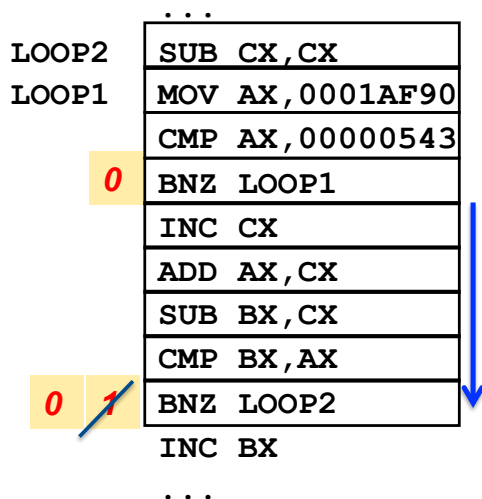 ...
LOOP2 SUB CX,CX
LOOP1 MOV AX,0001AF90
CMP AX,00000543
0 BNZ LOOP1
INC CX
ADD AX,CX
SUB BX,CX
CMP BX,AX
0 1 BNZ LOOP2
INC BX
...